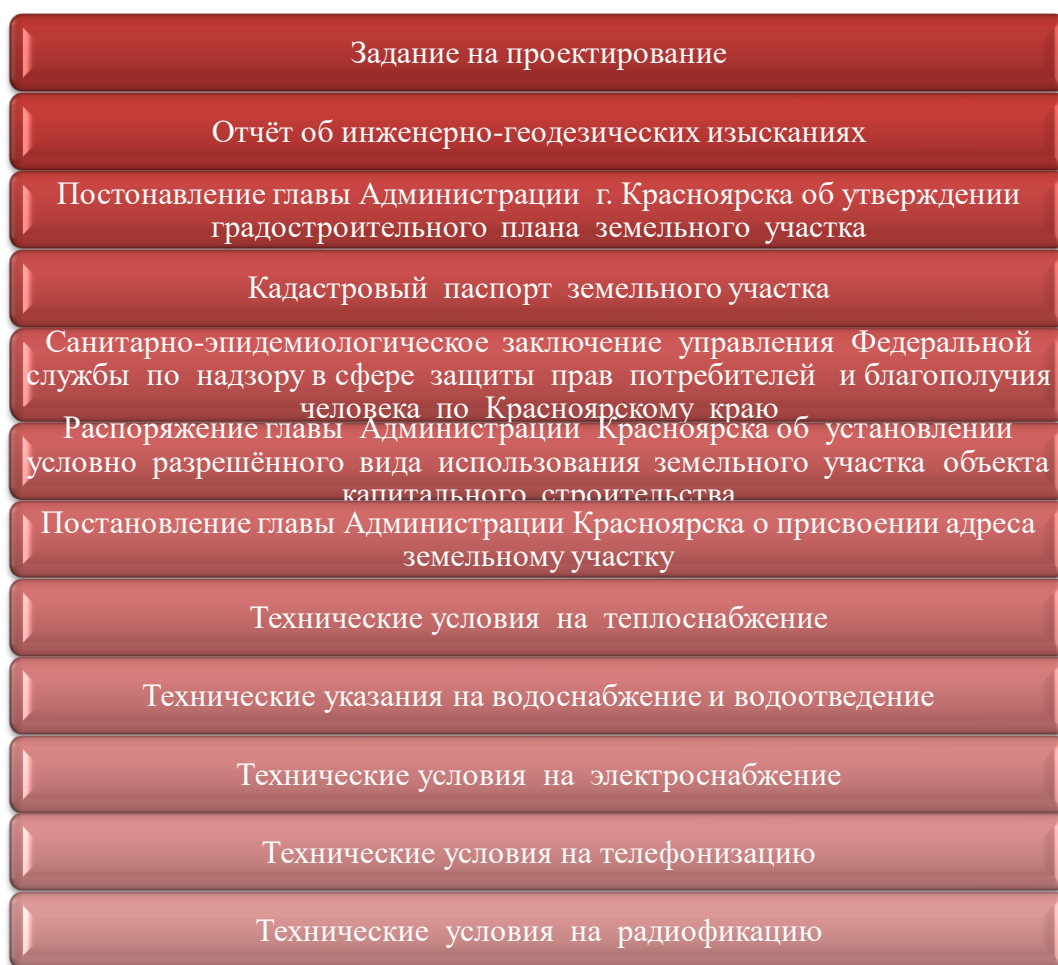 Задание на проектирование
Отчёт об инженерно-геодезических изысканиях
Постонавление главы Администрации г. Красноярска об утверждении
градостроительного плана земельного участка
Кадастровый паспорт земельного участка
Санитарно-эпидемиологическое заключение управления Федеральной
службы по надзору в сфере защиты прав потребителей и благополучия
человека по Красноярскому краю
Распоряжение главы Администрации Красноярска об установлении
условно разрешённого вида использования земельного участка объекта
капитального строительства
Постановление главы Администрации Красноярска о присвоении адреса
земельному участку
Технические условия на теплоснабжение
Технические указания на водоснабжение и водоотведение
Технические условия на электроснабжение
Технические условия на телефонизацию
Технические условия на радиофикацию